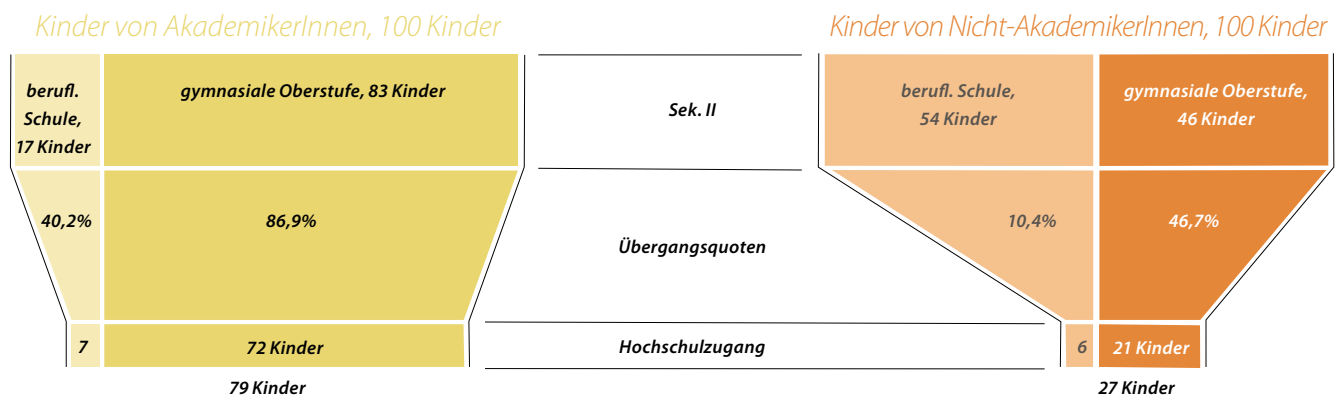 Kinder von AkademikerInnen, 100 Kinder
Kinder von Nicht-AkademikerInnen, 100 Kinder
berufl.
Schule,
17 Kinder
gymnasiale Oberstufe, 83 Kinder
Sek. II
berufl. Schule,
54 Kinder
gymnasiale Oberstufe,
46 Kinder
40,2%
86,9%
Übergangsquoten
10,4%
46,7%
7
72 Kinder
Hochschulzugang
6
21 Kinder
79 Kinder
27 Kinder